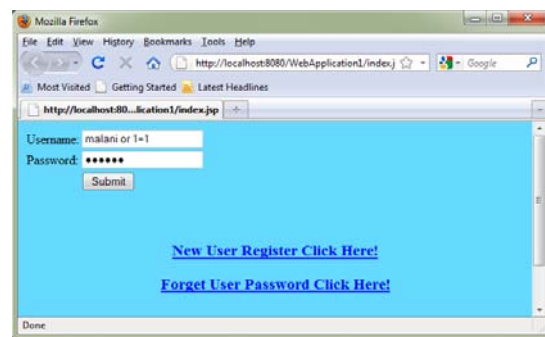 Mozilla Firefox
File Edit View History Bookmarks Tools Help
http://localhost:8080/WebApplication1/index.j Google
Most Visited Getting Started Latest Headlines
http://localhost:80...lication1/index.jsp
Username: malani or 1=1
Password: ●●●●●●
Submit
New User Register Click Here!
Forget User Password Click Here!
Done